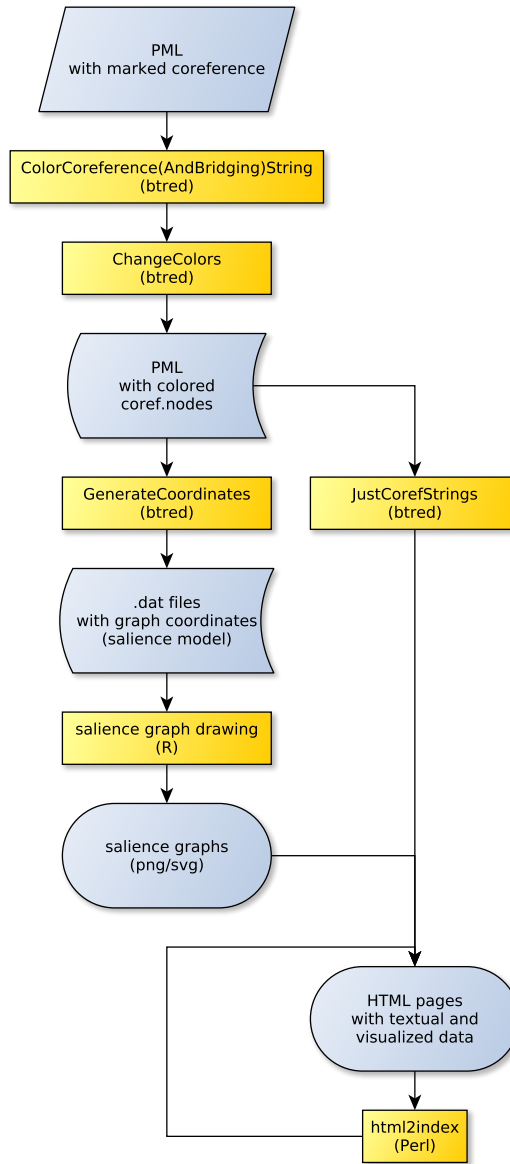 PML
with marked coreference
ColorCoreference(AndBridging)String
(btred)
ChangeColors
(btred)
PML
with colored
coref.nodes
GenerateCoordinates
(btred)
JustCorefStrings
(btred)
.dat files
with graph coordinates
(salience model)
salience graph drawing
(R)
salience graphs
(png/svg)
HTML pages
with textual and
visualized data
html2index
(Perl)